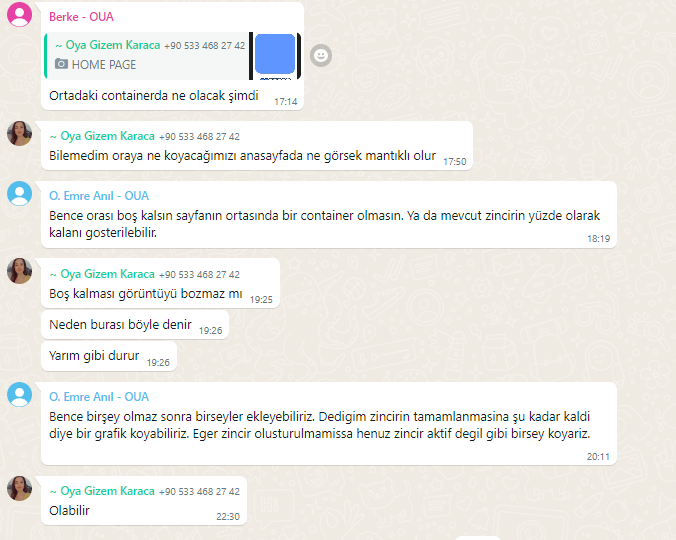 Berke - OUA
~ Oya Gizem Karaca +90 533 468 27 42
HOME PAGE
Ortadaki containerda ne olacak şimdi 17:14
~ Oya Gizem Karaca +90 533 468 27 42
Bilemedim oraya ne koyacağımızı anasayfada ne görsek mantıklı olur 17:50
O. Emre Anıl - OUA
Bence orası boş kalsın sayfanın ortasında bir container olmasın. Ya da mevcut zincirin yüzde olarak
kalanı gosterilebilir.
18:19
~ Oya Gizem Karaca +90 533 468 27 42
Boş kalması görüntüyü bozmaz mı 19:25
Neden burası böyle denir 19:26
Yarım gibi durur 19:26
O. Emre Anıl - OUA
Bence birşey olmaz sonra birseyler ekleyebiliriz. Dedigim zincirin tamamlanmasina şu kadar kaldi
diye bir grafik koyabiliriz. Eger zincir olusturulmamissa henuz zincir aktif degil gibi birsey koyariz.
20:11
~ Oya Gizem Karaca +90 533 468 27 42
Olabilir
22:30